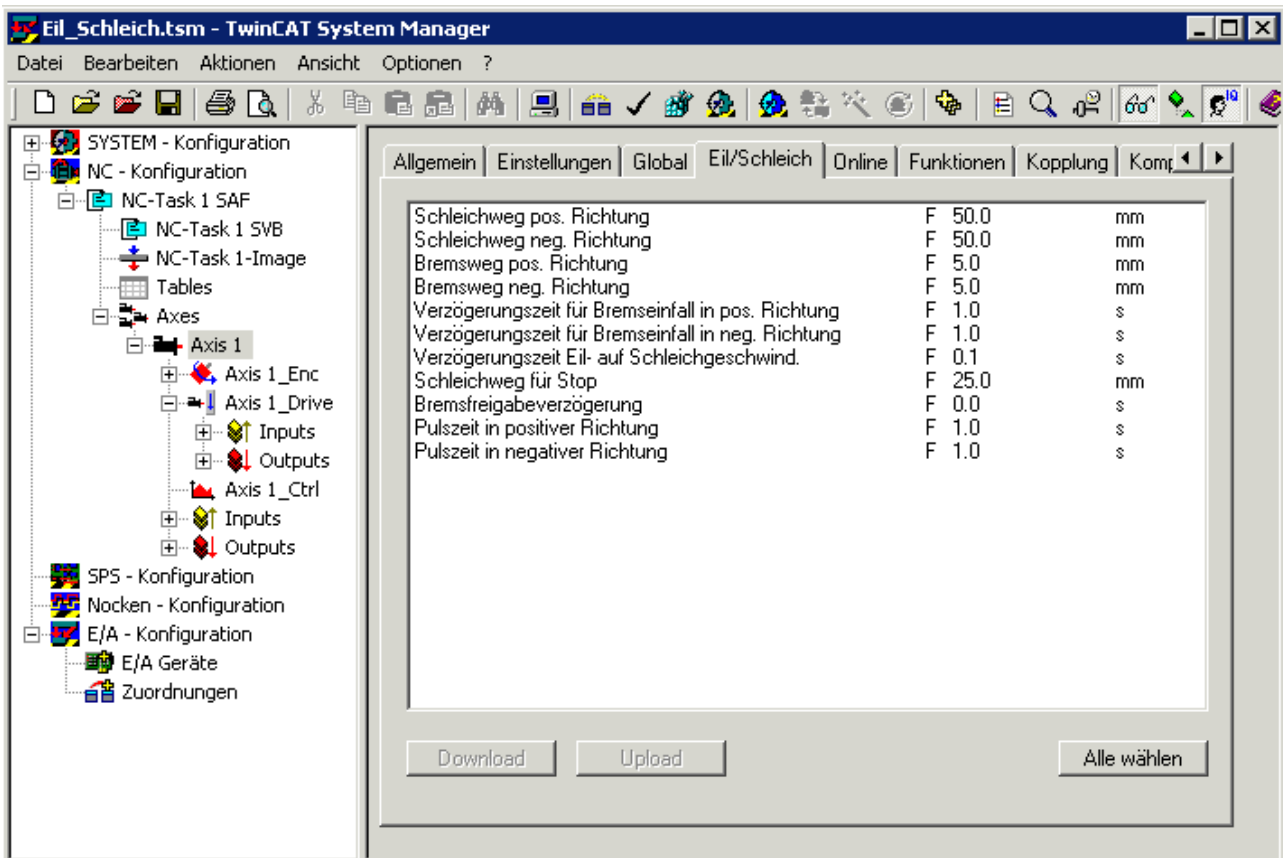 Eil_Schleich.tsm - TwinCAT System Manager
Datei Bearbeiten Aktionen Ansicht Optionen ?
SYSTEM - Konfiguration
NC - Konfiguration
NC-Task 1 SAF
NC-Task 1 SVB
NC-Task 1-Image
Tables
Axes
Axis 1
Axis 1_Enc
Axis 1_Drive
Inputs
Outputs
Axis 1_Ctrl
Inputs
Outputs
SPS - Konfiguration
Nocken - Konfiguration
E/A - Konfiguration
E/A Geräte
Zuordnungen
Allgemein Einstellungen Global Eil/Schleich Online Funktionen Kopplung Komp
Schleichweg pos. Richtung F 50.0 mm
Schleichweg neg. Richtung F 50.0 mm
Bremsweg pos. Richtung F 5.0 mm
Bremsweg neg. Richtung F 5.0 mm
Verzögerungszeit für Bremseinfall in pos. Richtung F 1.0 s
Verzögerungszeit für Bremseinfall in neg. Richtung F 1.0 s
Verzögerungszeit Eil- auf Schleichgeschwind. F 0.1 s
Schleichweg für Stop F 25.0 mm
Bremsfreigabeverzögerung F 0.0 s
Pulszeit in positiver Richtung F 1.0 s
Pulszeit in negativer Richtung F 1.0 s
Download Upload Alle wählen